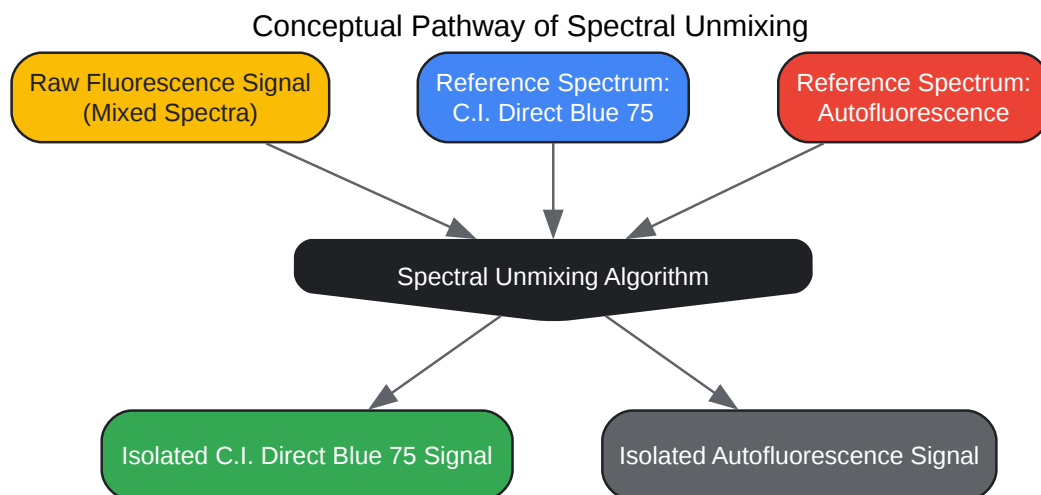 Conceptual Pathway of Spectral Unmixing
Raw Fluorescence Signal
(Mixed Spectra)
Reference Spectrum:
C.I. Direct Blue 75
Reference Spectrum:
Autofluorescence
Spectral Unmixing Algorithm
Isolated C.I. Direct Blue 75 Signal
Isolated Autofluorescence Signal